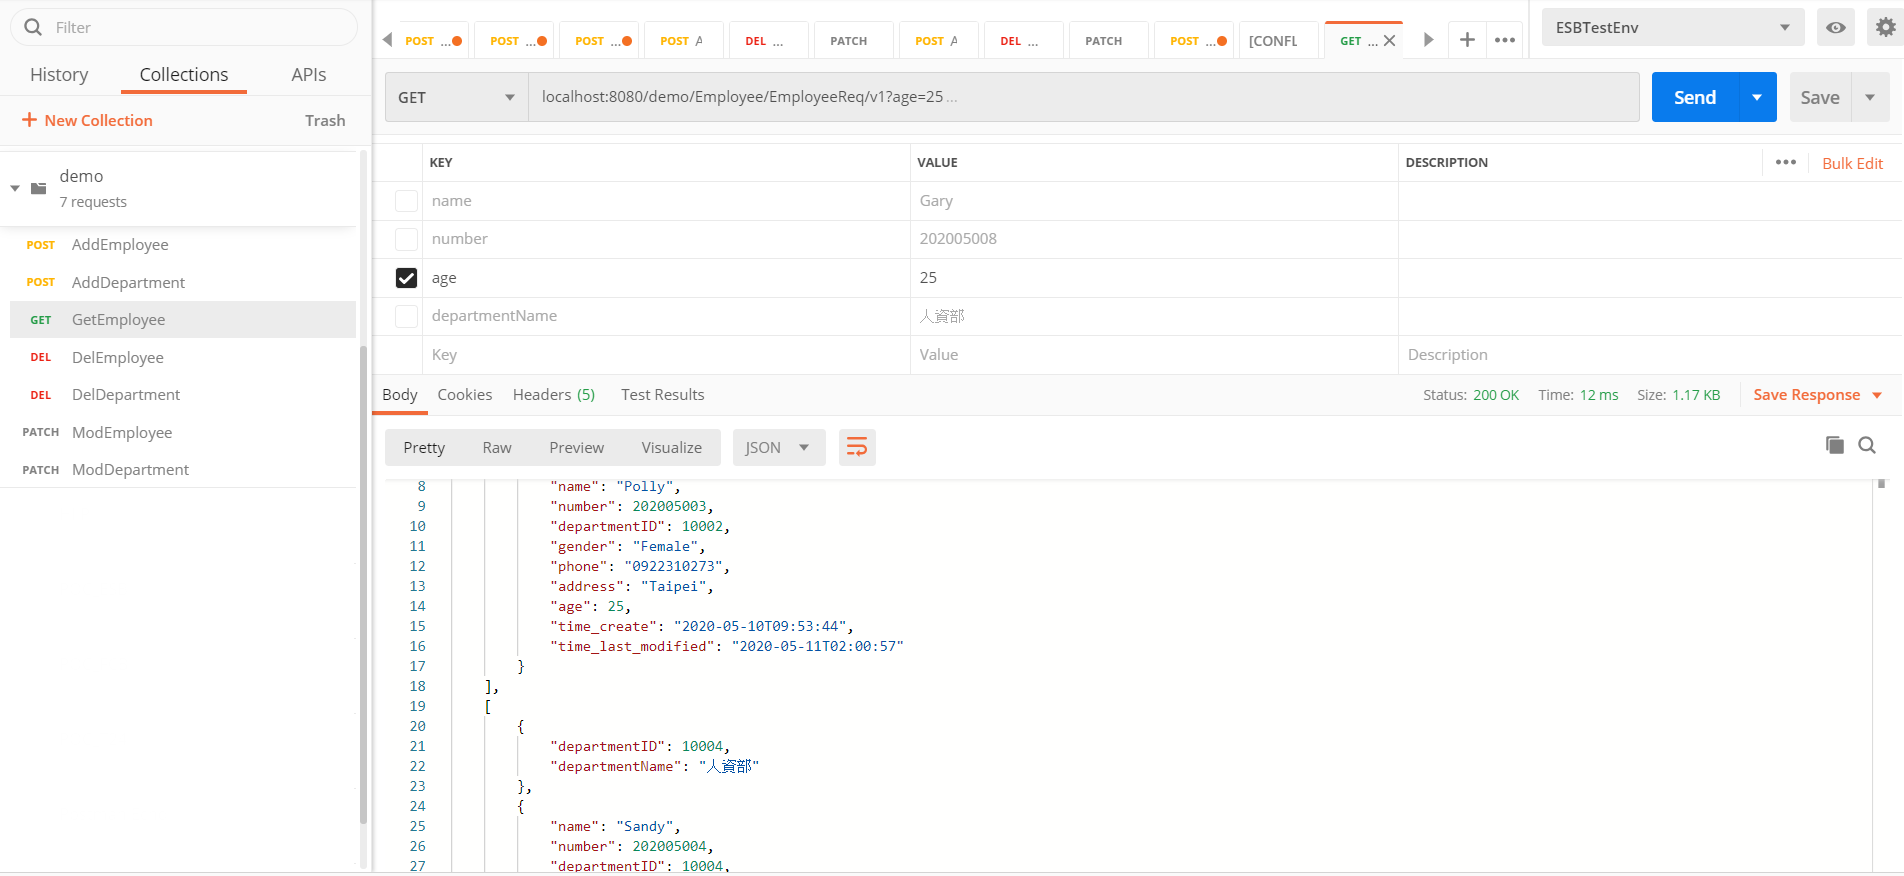 Filter
History Collections APIs
New Collection Trash
demo
7 requests
POST AddEmployee
POST AddDepartment
GET GetEmployee
DEL DelEmployee
DEL DelDepartment
PATCH ModEmployee
PATCH ModDepartment
POST ... POST ... POST ... POST A DEL ... PATCH POST A DEL ... PATCH POST ... [CONFL GET ...
ESBTestEnv
GET localhost:8080/demo/Employee/EmployeeReq/v1?age=25 ... Send Save
KEY VALUE DESCRIPTION ••• Bulk Edit
name Gary
number 202005008
age 25
departmentName 人資部
Key Value Description
Body Cookies Headers (5) Test Results Status: 200 OK Time: 12 ms Size: 1.17 KB Save Response
Pretty Raw Preview Visualize JSON
8 "name": "Polly",
9 "number": 202005003,
10 "departmentID": 10002,
11 "gender": "Female",
12 "phone": "0922310273",
13 "address": "Taipei",
14 "age": 25,
15 "time_create": "2020-05-10T09:53:44",
16 "time_last_modified": "2020-05-11T02:00:57"
17 }
18 ],
19 [
20 {
21 "departmentID": 10004,
22 "departmentName": "人資部"
23 },
24 {
25 "name": "Sandy",
26 "number": 202005004,
27 "departmentID": 10004,